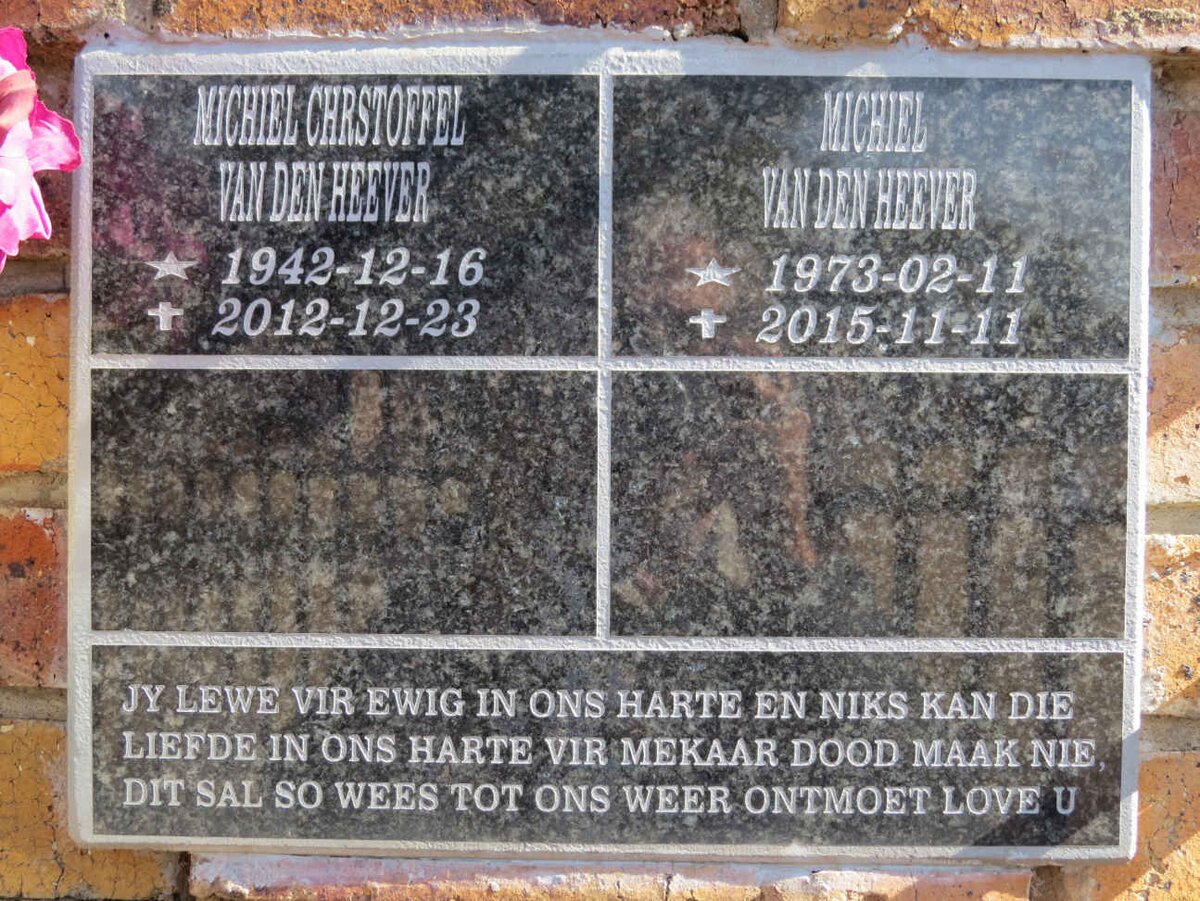 MICHIEL CHRSTOFFEL
VAN DEN HEEVER
1942-12-16
2012-12-23
MICHIEL
VAN DEN HEEVER
1973-02-11
2015-11-11
JY LEWE VIR EWIG IN ONS HARTE EN NIKS KAN DIE
LIEFDE IN ONS HARTE VIR MEKAAR DOOD MAAK NIE,
DIT SAL SO WEES TOT ONS WEER ONTMOET LOVE U